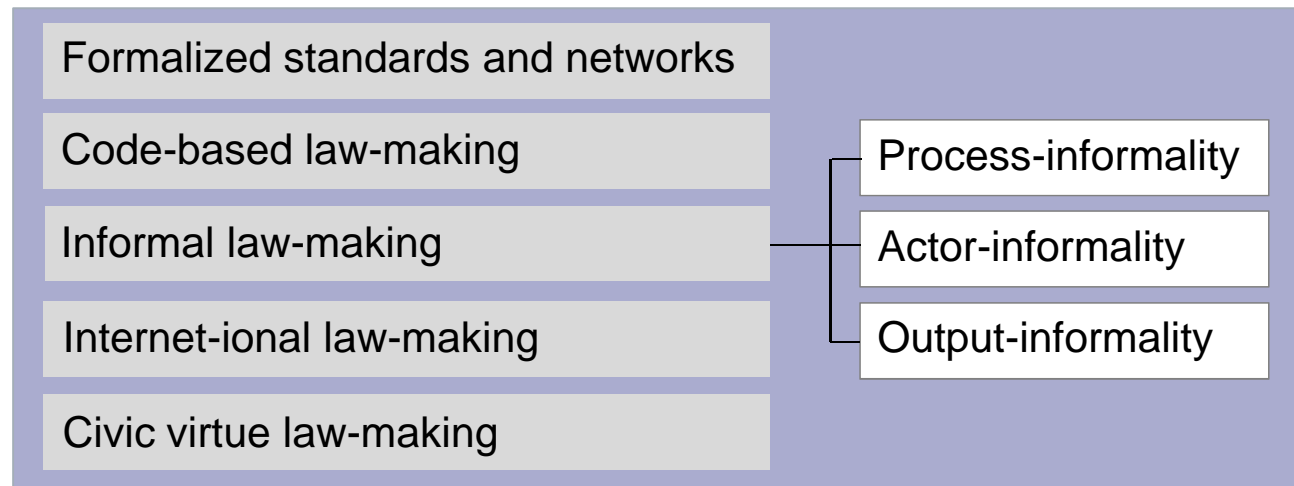 Formalized standards and networks
Code-based law-making
Informal law-making
Internet-ional law-making
Civic virtue law-making
Process-informality
Actor-informality
Output-informality